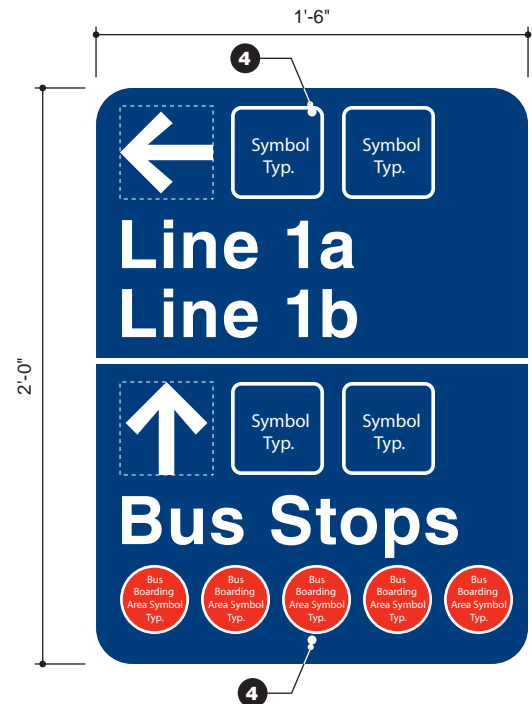 1'-6"
4
Symbol Typ.
Symbol Typ.
Line 1a
Line 1b
2'-0"
Symbol Typ.
Symbol Typ.
Bus Stops
Bus Boarding Area Symbol Typ.
Bus Boarding Area Symbol Typ.
Bus Boarding Area Symbol Typ.
Bus Boarding Area Symbol Typ.
Bus Boarding Area Symbol Typ.
4